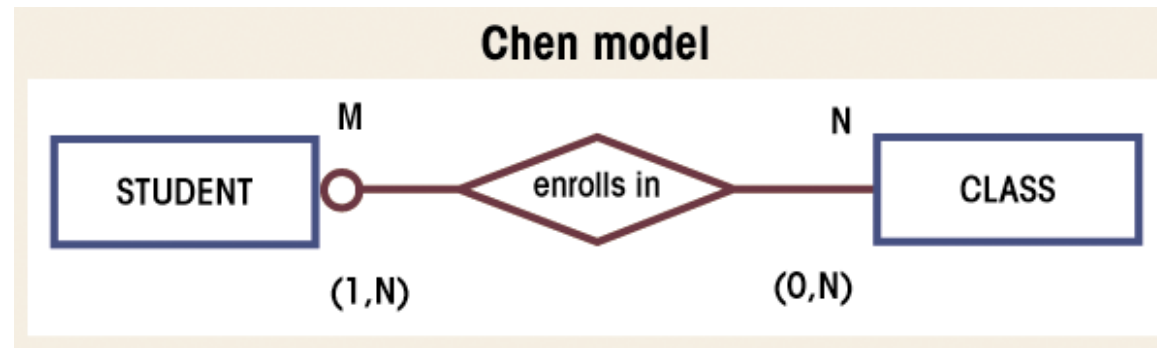 Chen model
M
N
STUDENT
enrolls in
CLASS
(1,N)
(0,N)